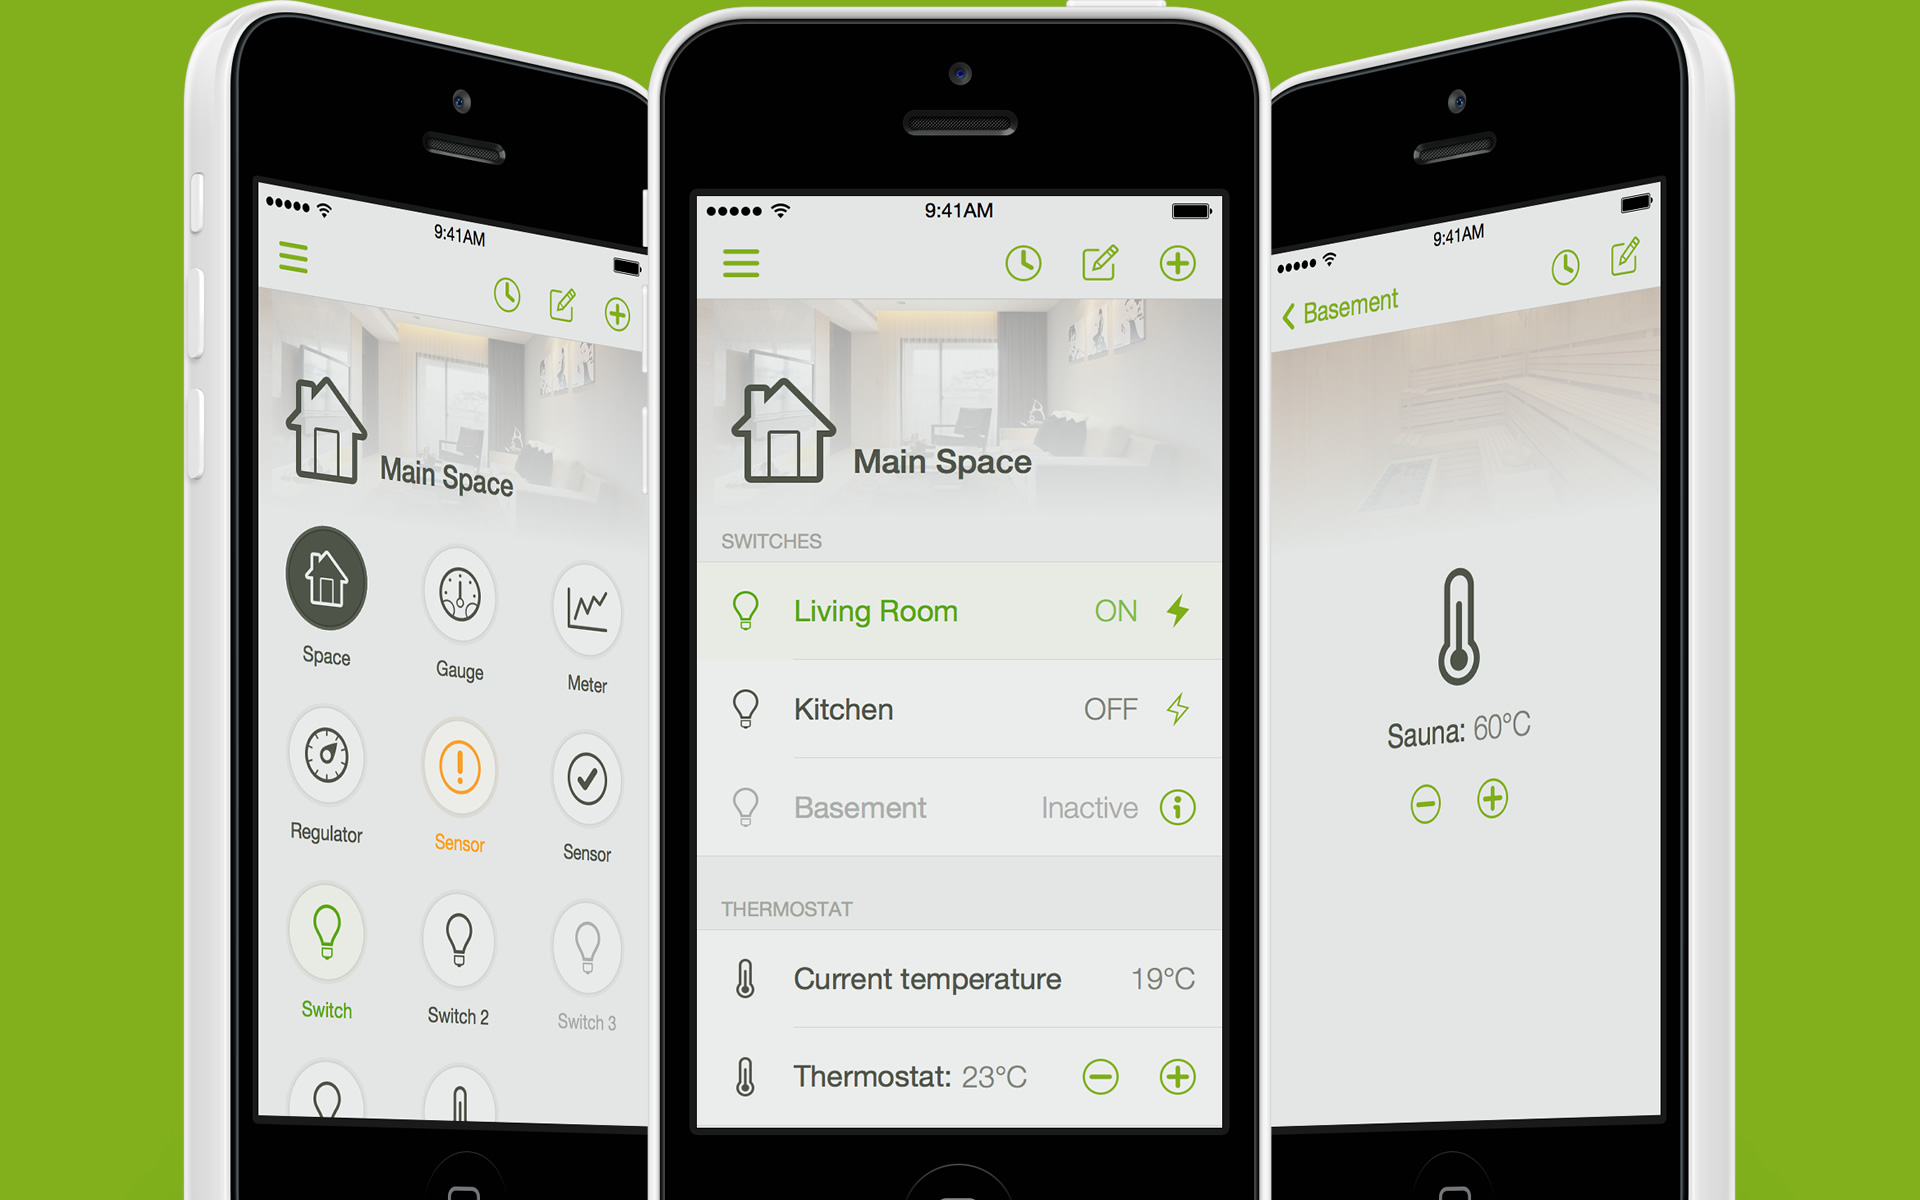 9:41AM
Main Space
Space
Gauge
Meter
Regulator
Sensor
Sensor
Switch
Switch 2
Switch 3
9:41AM
Main Space
SWITCHES
Living Room ON
Kitchen OFF
Basement Inactive
THERMOSTAT
Current temperature 19°C
Thermostat: 23°C
9:41AM
Basement
Sauna: 60°C